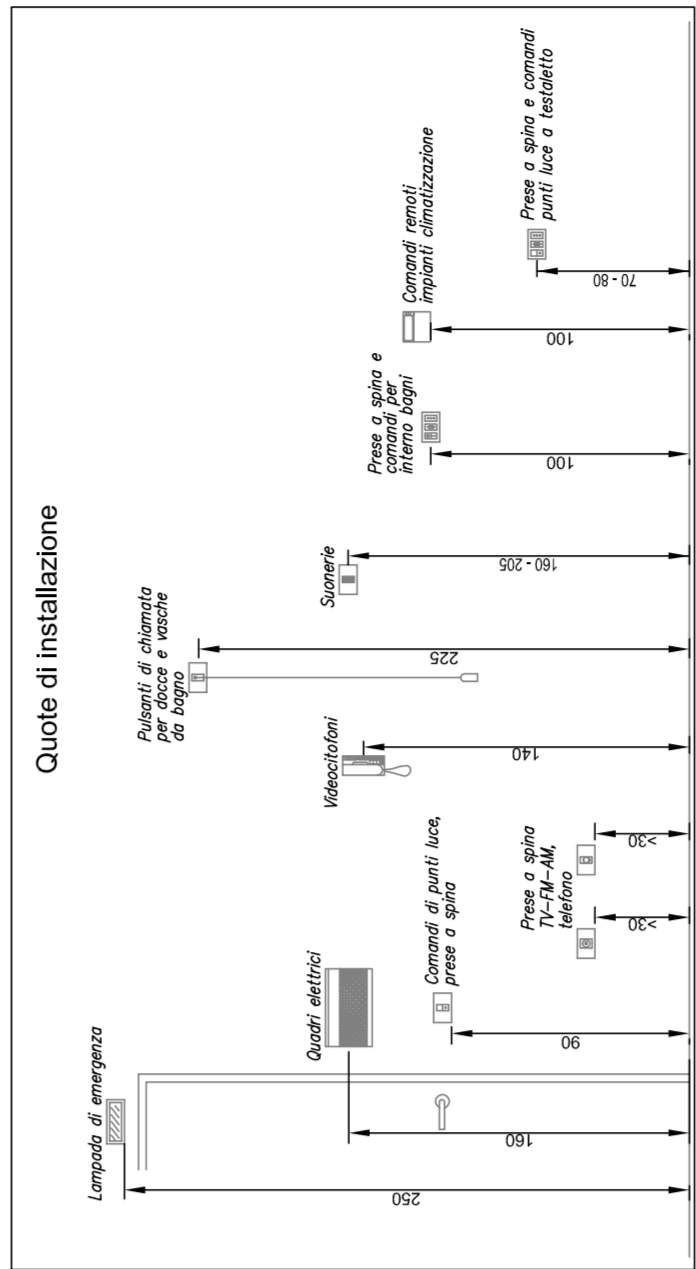 Quote di installazione
Lampada di emergenza
250
Quadri elettrici
160
Comandi di punti luce,
prese a spina
90
Prese a spina
TV-FM-AM,
telefono
>30
>30
Videocitofoni
140
Pulsanti di chiamata
per docce e vasche
da bagno
225
Suonerie
160 - 205
Prese a spina e
comandi per
interno bagni
100
Comandi remoti
impianti climatizzazione
100
Prese a spina e comandi
punti luce a testaletto
70 - 80